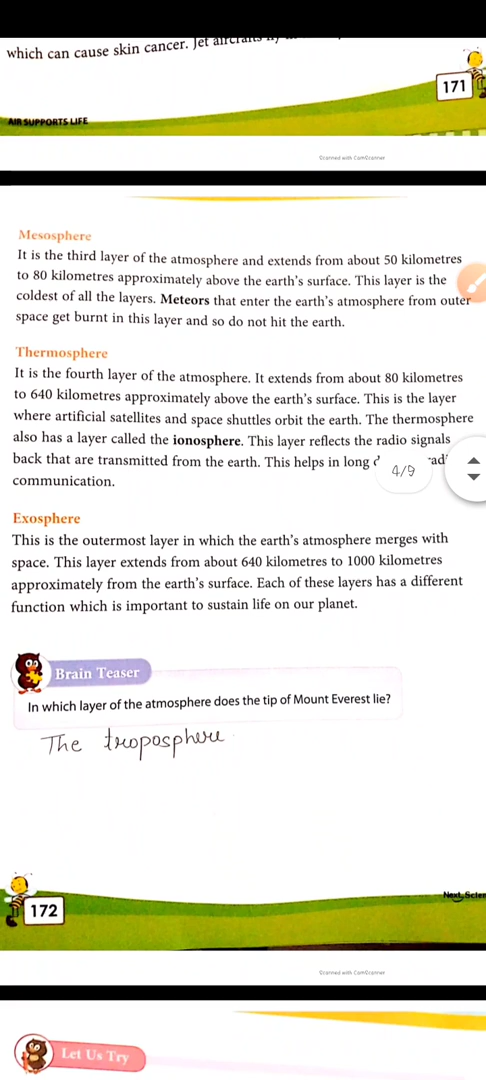 which can cause skin cancer. Jet aircrafts
171
AIR SUPPORTS LIFE
Scanned with CamScanner
Mesosphere
It is the third layer of the atmosphere and extends from about 50 kilometres
to 80 kilometres approximately above the earth's surface. This layer is the
coldest of all the layers. Meteors that enter the earth's atmosphere from outer
space get burnt in this layer and so do not hit the earth.
Thermosphere
It is the fourth layer of the atmosphere. It extends from about 80 kilometres
to 640 kilometres approximately above the earth's surface. This is the layer
where artificial satellites and space shuttles orbit the earth. The thermosphere
also has a layer called the ionosphere. This layer reflects the radio signals
back that are transmitted from the earth. This helps in long
4/9
communication.
Exosphere
This is the outermost layer in which the earth's atmosphere merges with
space. This layer extends from about 640 kilometres to 1000 kilometres
approximately from the earth's surface. Each of these layers has a different
function which is important to sustain life on our planet.
Brain Teaser
In which layer of the atmosphere does the tip of Mount Everest lie?
The troposphere
Next, Scien
172
Scanned with CamScanner
Let Us Try